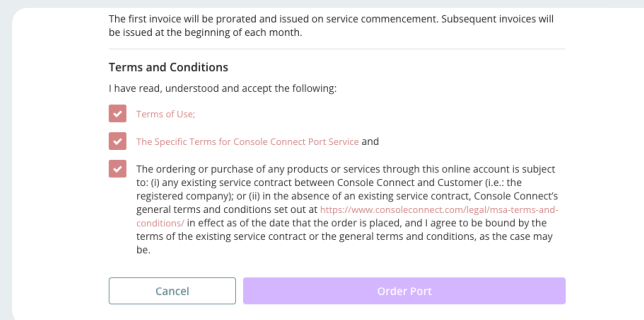 The first invoice will be prorated and issued on service commencement. Subsequent invoices will
be issued at the beginning of each month.
Terms and Conditions
I have read, understood and accept the following:
Terms of Use;
The Specific Terms for Console Connect Port Service and
The ordering or purchase of any products or services through this online account is subject
to: (i) any existing service contract between Console Connect and Customer (i.e.: the
registered company); or (ii) in the absence of an existing service contract, Console Connect's
general terms and conditions set out at https://www.consoleconnect.com/legal/msa-terms-and-
conditions/ in effect as of the date that the order is placed, and I agree to be bound by the
terms of the existing service contract or the general terms and conditions, as the case may
be.
Cancel
Order Port